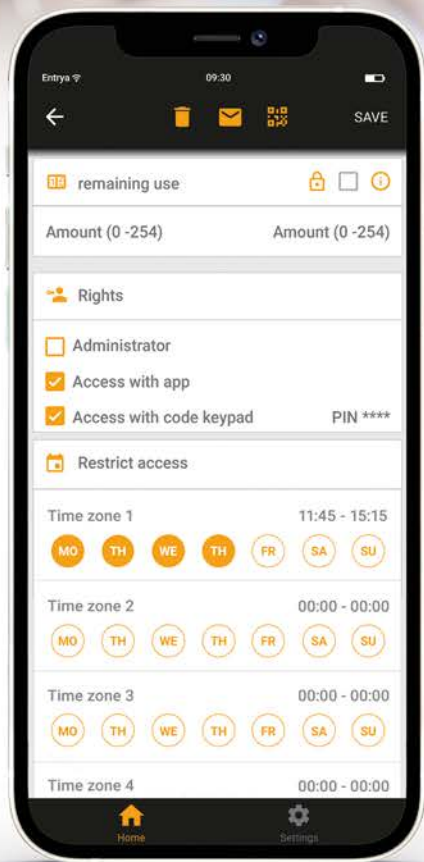 Entrya 09:30
SAVE
remaining use
Amount (0 -254) Amount (0 -254)
Rights
Administrator
Access with app
Access with code keypad PIN ****
Restrict access
Time zone 1 11:45 - 15:15
MO TH WE TH FR SA SU
Time zone 2 00:00 - 00:00
MO TH WE TH FR SA SU
Time zone 3 00:00 - 00:00
MO TH WE TH FR SA SU
Time zone 4 00:00 - 00:00
Home Settings